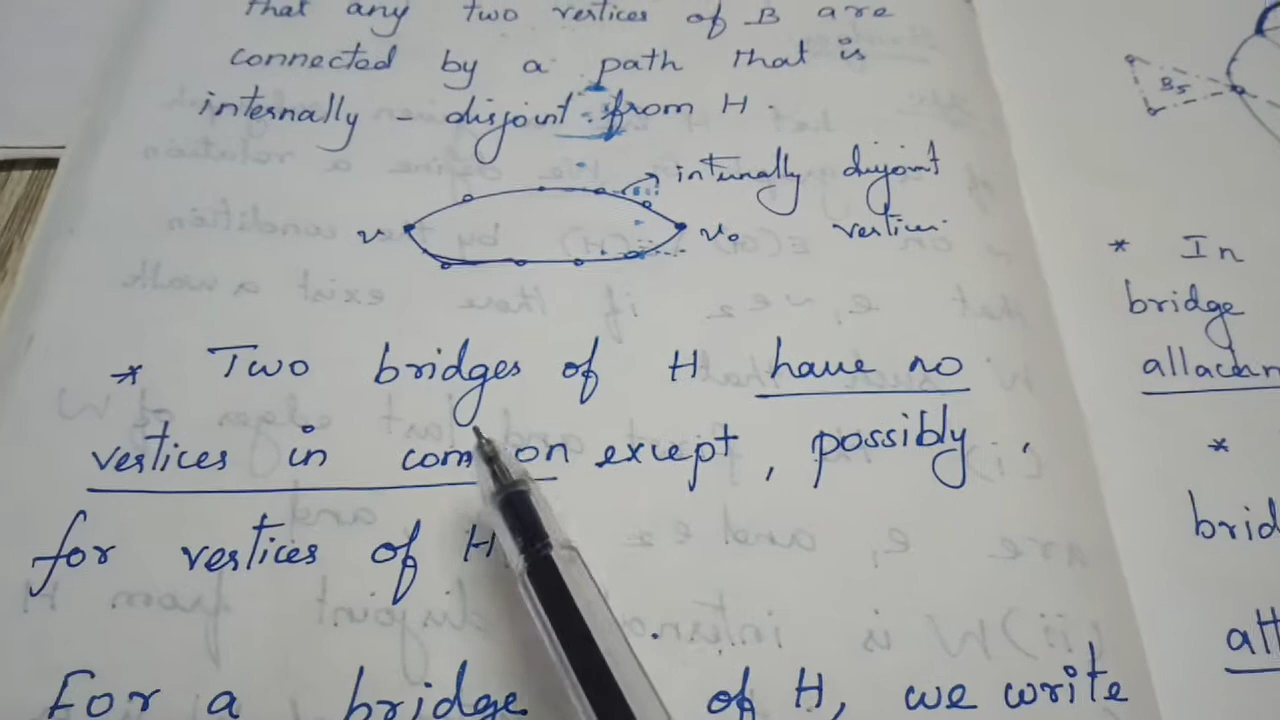 that any two vertices of B are
connected by a path that is
internally - disjoint from H.
internally disjoint
v
v₀
* Two bridges of H have no
vertices in common except, possibly
for vertices of H.
For a bridge of H, we write
B₅
* In
bridge
*
brid
att